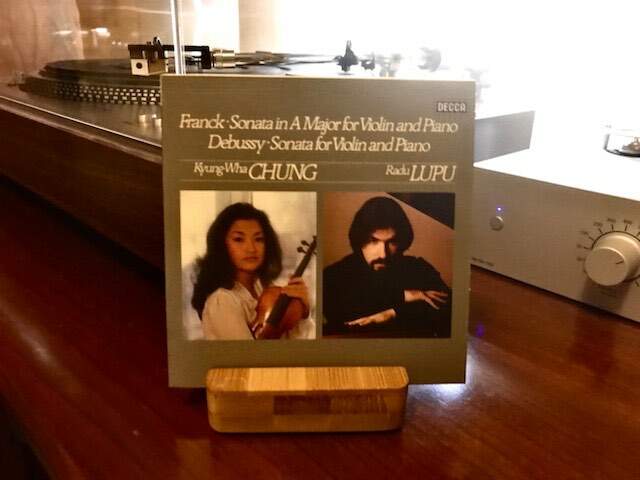 DECCA
Franck·Sonata in A Major for Violin and Piano
Debussy·Sonata for Violin and Piano
Kyung-Wha CHUNG Radu LUPU